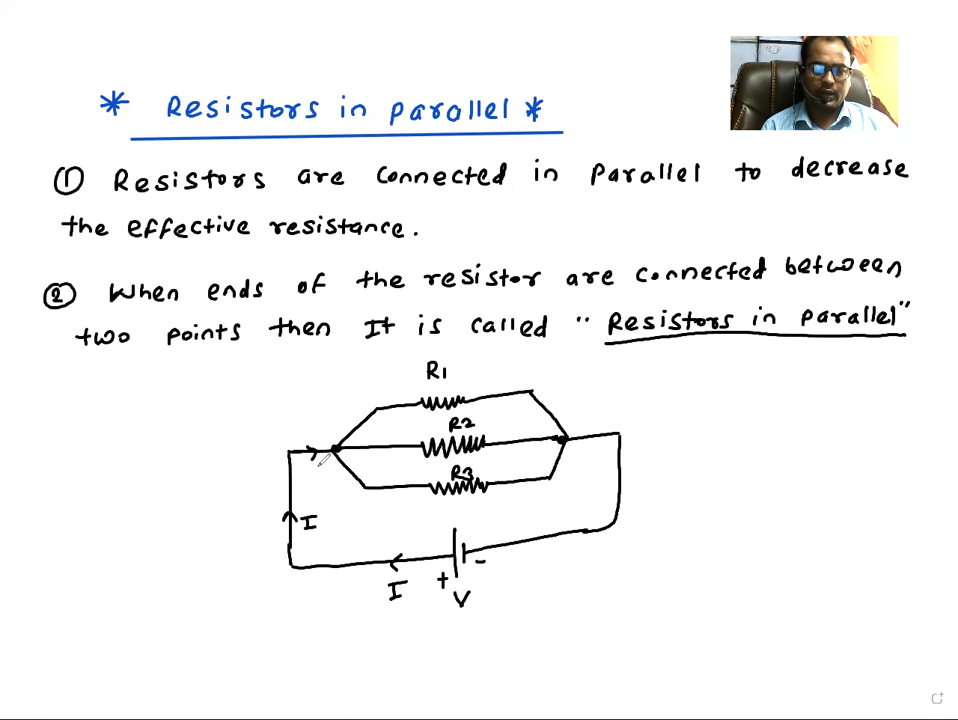 * Resistors in parallel *
① Resistors are connected in parallel to decrease
the effective resistance.
② When ends of the resistor are connected between
two points then It is called "Resistors in parallel"
R1
R2
R3
I
I
+ -
V